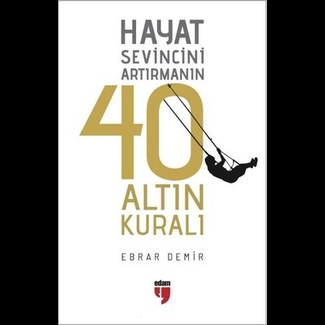 HAYAT
SEVİNCİNİ
ARTIRMANIN
40
ALTIN
KURALI
EBRAR DEMİR
edam